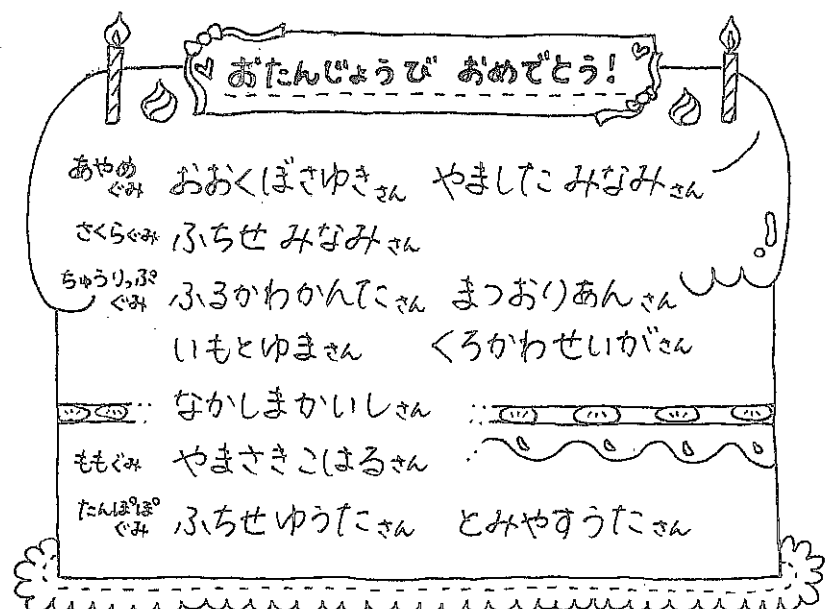 おたんじょうび おめでとう!
あやめぐみ おおくぼさゆきさん やました みなみさん
さくらぐみ ふちせ みなみさん
ちゅうりっぷぐみ ふるかわかんたさん まつおりあんさん
いもとゆまさん くろかわせいがさん
なかしまかいしさん
ももぐみ やまさきこはるさん
たんぽぽぐみ ふちせゆうたさん とみやすうたさん